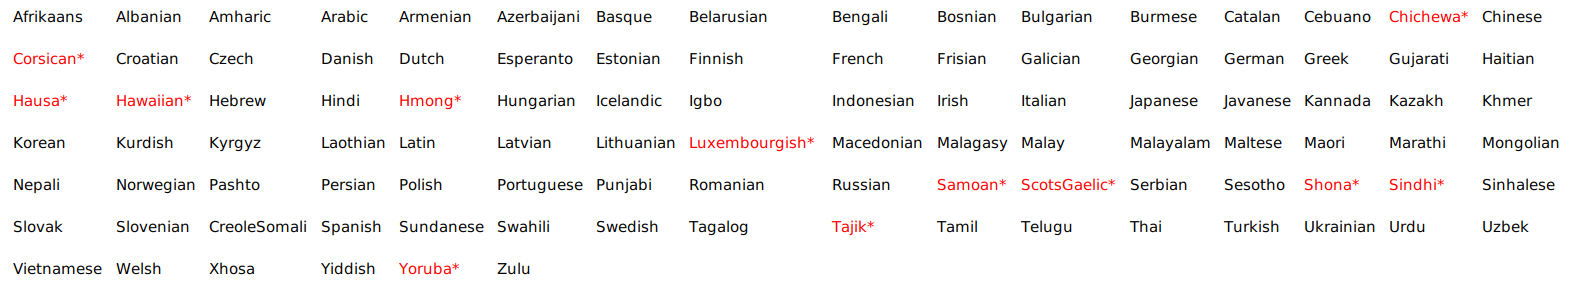 Afrikaans Albanian Amharic Arabic Armenian Azerbaijani Basque Belarusian Bengali Bosnian Bulgarian Burmese Catalan Cebuano Chichewa* Chinese
Corsican* Croatian Czech Danish Dutch Esperanto Estonian Finnish French Frisian Galician Georgian German Greek Gujarati Haitian
Hausa* Hawaiian* Hebrew Hindi Hmong* Hungarian Icelandic Igbo Indonesian Irish Italian Japanese Javanese Kannada Kazakh Khmer
Korean Kurdish Kyrgyz Laothian Latin Latvian Lithuanian Luxembourgish* Macedonian Malagasy Malay Malayalam Maltese Maori Marathi Mongolian
Nepali Norwegian Pashto Persian Polish Portuguese Punjabi Romanian Russian Samoan* ScotsGaelic* Serbian Sesotho Shona* Sindhi* Sinhalese
Slovak Slovenian CreoleSomali Spanish Sundanese Swahili Swedish Tagalog Tajik* Tamil Telugu Thai Turkish Ukrainian Urdu Uzbek
Vietnamese Welsh Xhosa Yiddish Yoruba* Zulu